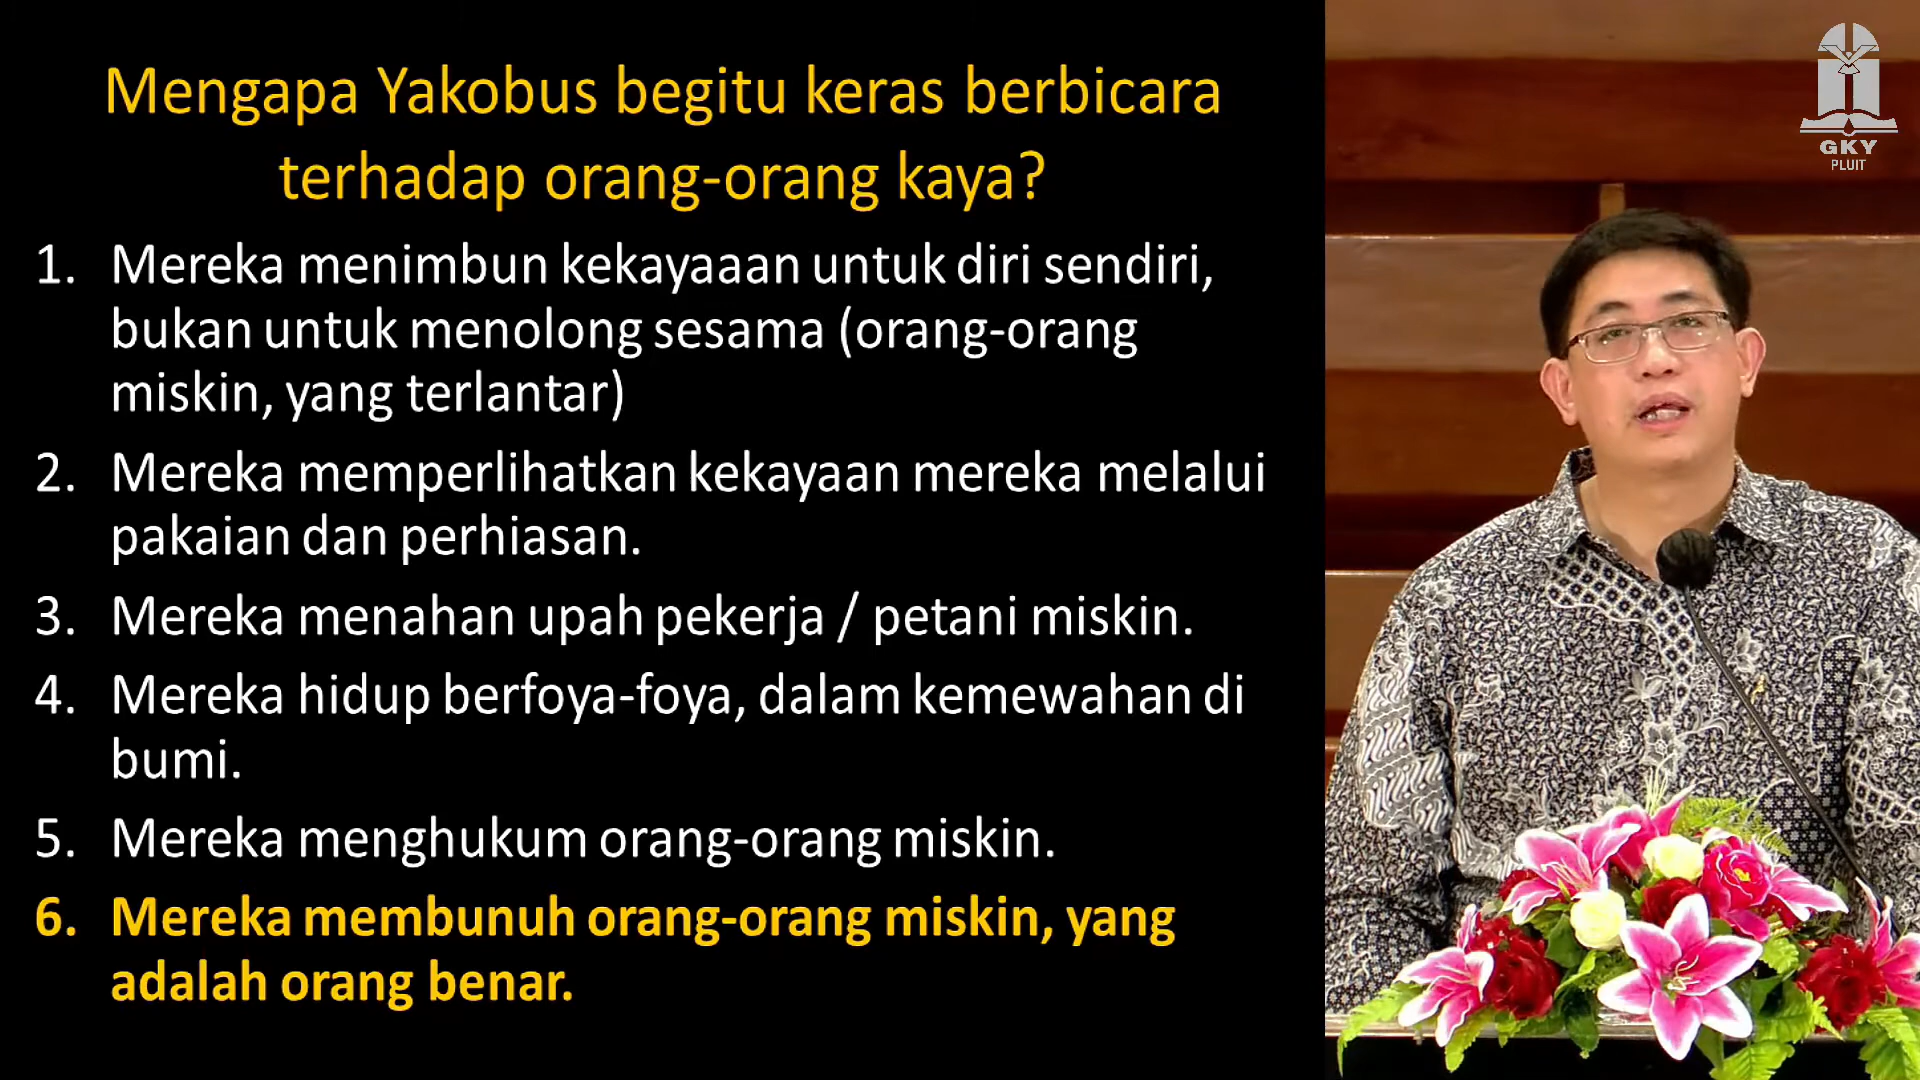 Mengapa Yakobus begitu keras berbicara
terhadap orang-orang kaya?
1. Mereka menimbun kekayaaan untuk diri sendiri,
bukan untuk menolong sesama (orang-orang
miskin, yang terlantar)
2. Mereka memperlihatkan kekayaan mereka melalui
pakaian dan perhiasan.
3. Mereka menahan upah pekerja / petani miskin.
4. Mereka hidup berfoya-foya, dalam kemewahan di
bumi.
5. Mereka menghukum orang-orang miskin.
6. Mereka membunuh orang-orang miskin, yang
adalah orang benar.
GKY
PLUIT